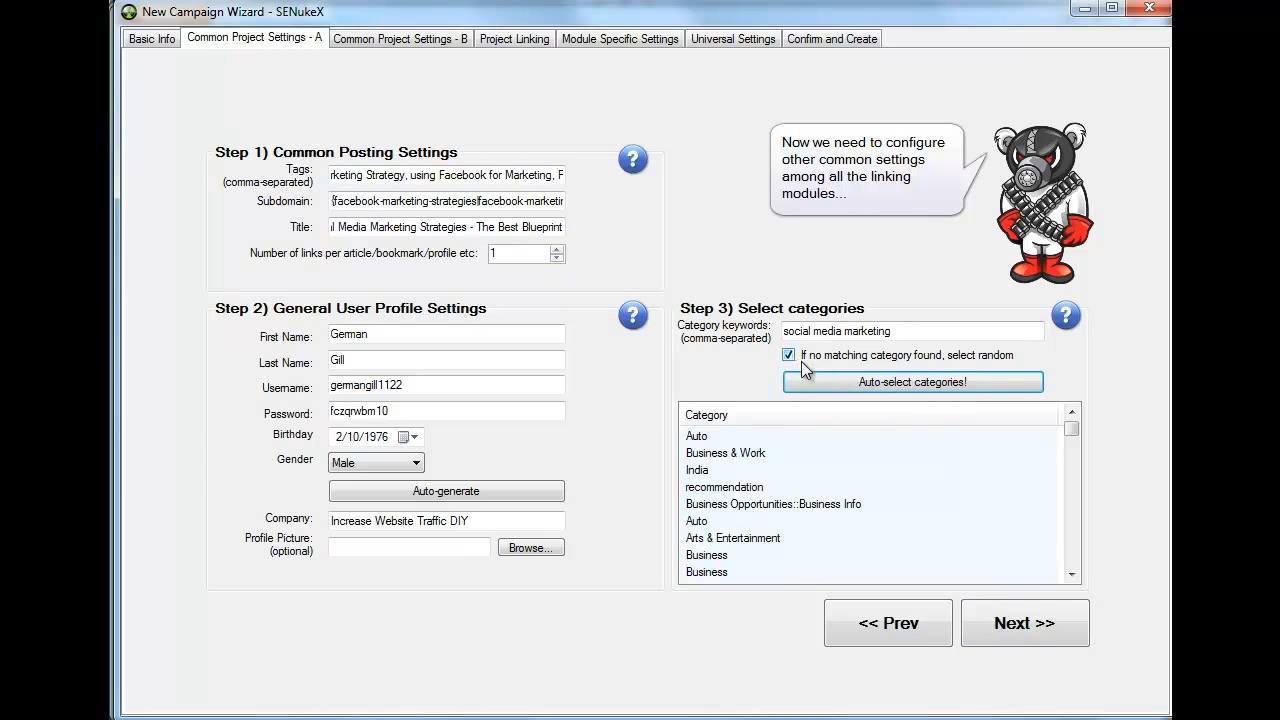 New Campaign Wizard - SENukeX
Basic Info
Common Project Settings - A
Common Project Settings - B
Project Linking
Module Specific Settings
Universal Settings
Confirm and Create
Now we need to configure
other common settings
among all the linking
modules...
Step 1) Common Posting Settings
Tags:
(comma-separated)
rketing Strategy, using Facebook for Marketing, F
Subdomain:
{facebook-marketing-strategies|facebook-marketin
Title:
l Media Marketing Strategies - The Best Blueprint
Number of links per article/bookmark/profile etc:
1
?
Step 2) General User Profile Settings
?
First Name:
German
Last Name:
Gill
Username:
germangill1122
Password:
fczqrwbm10
Birthday
2/10/1976
Gender
Male
Auto-generate
Company:
Increase Website Traffic DIY
Profile Picture:
(optional)
Browse...
Step 3) Select categories
?
Category keywords:
(comma-separated)
social media marketing
If no matching category found, select random
Auto-select categories!
Category
Auto
Business & Work
India
recommendation
Business Opportunities::Business Info
Auto
Arts & Entertainment
Business
Business
<< Prev
Next >>